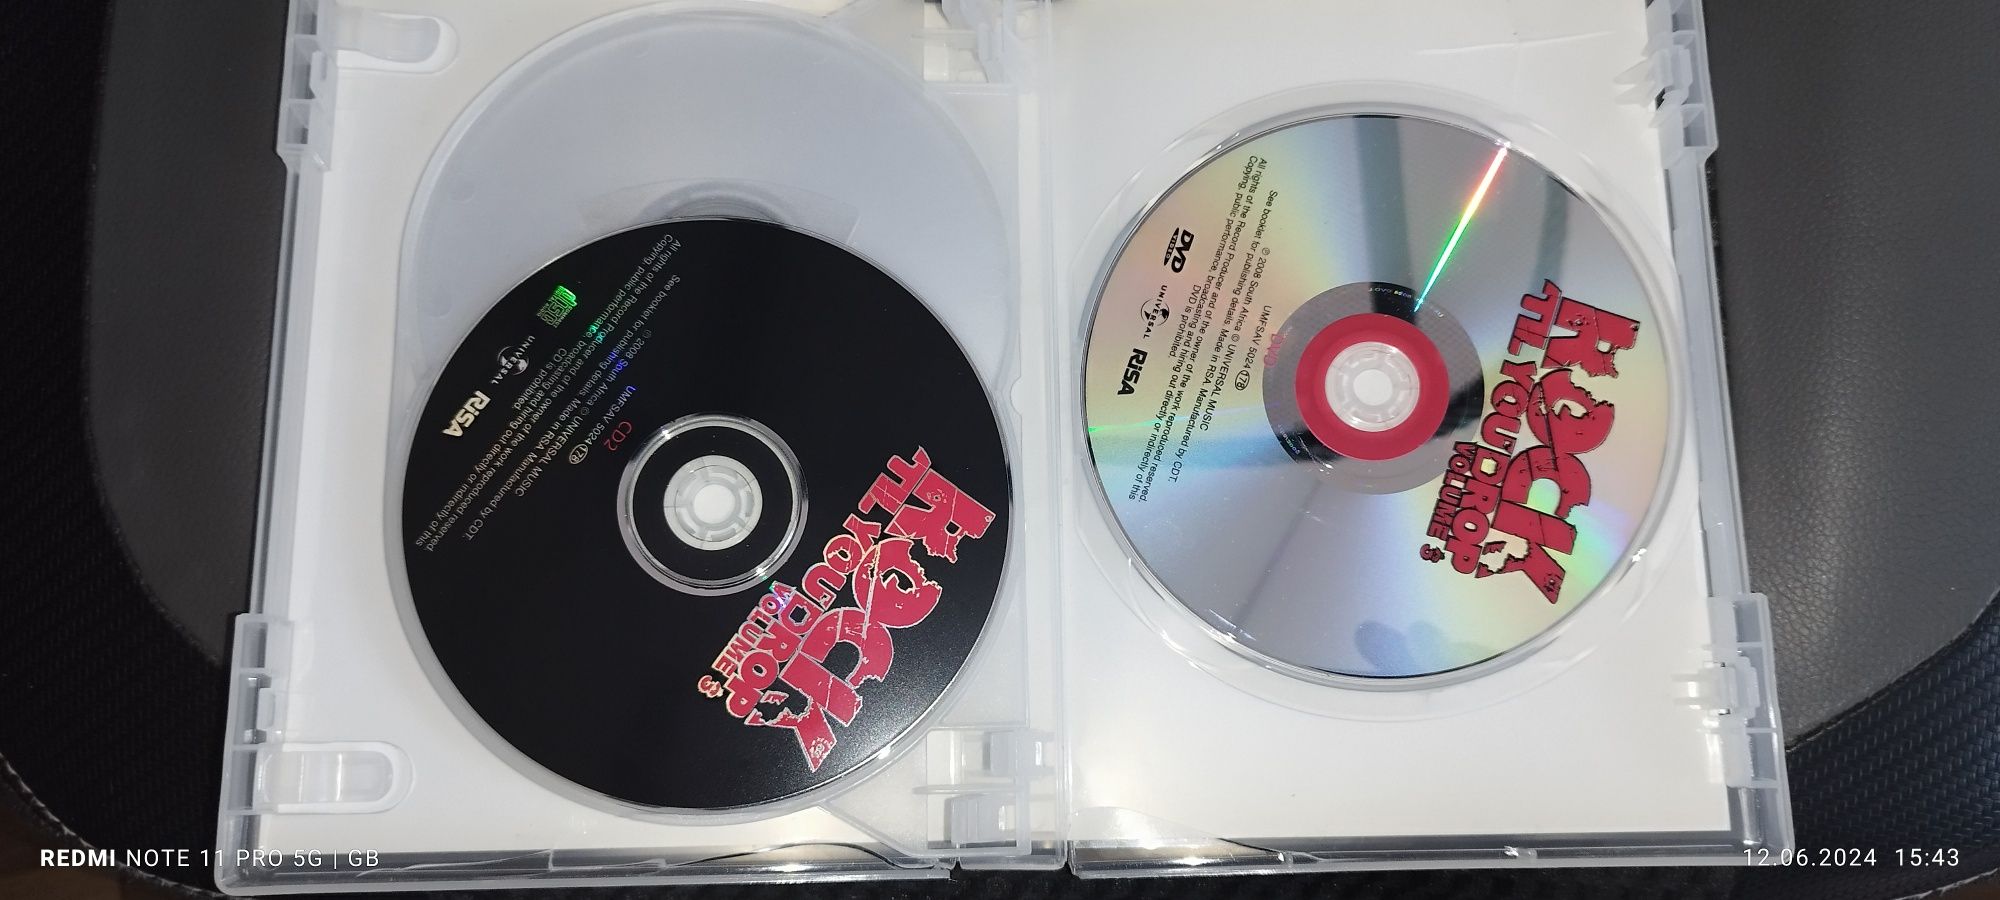 ROCK
TIL YOU DROP
VOLUME 3
CD2
UMFSAV 5024 (178)
℗ 2008 South Africa © UNIVERSAL MUSIC
See booklet for publishing details. Made in RSA. Manufactured by CDT.
All rights of the Record Producer and of the owner of the work reproduced reserved.
Copying, public performance, broadcasting and hiring out directly or indirectly of this
CD is prohibited.
disc
UNIVERSAL
RiSA
ROCK
TIL YOU DROP
VOLUME 3
DVD
UMFSAV 5024 (178)
℗ 2008 South Africa © UNIVERSAL MUSIC
See booklet for publishing details. Made in RSA. Manufactured by CDT.
All rights of the Record Producer and of the owner of the work reproduced reserved.
Copying, public performance, broadcasting and hiring out directly or indirectly of this
DVD is prohibited.
DVD
VIDEO
UNIVERSAL
RiSA
REDMI NOTE 11 PRO 5G | GB
12.06.2024 15:43